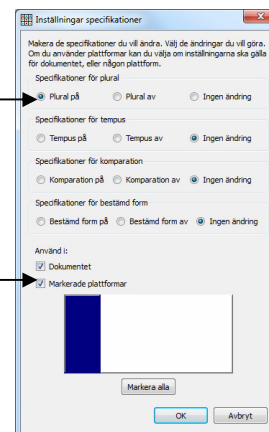 Inställningar specifikationer
Makera de specifikationer du vill ändra. Välj de ändringar du vill göra.
Om du använder plattformar kan du välja om inställningarna ska gälla
för dokumentet, eller någon plattform.
Specifikationer för plural
Plural på Plural av Ingen ändring
Specifikationer för tempus
Tempus på Tempus av Ingen ändring
Specifikationer för komparation
Komparation på Komparation av Ingen ändring
Specifikationer för bestämd form
Bestämd form på Bestämd form av Ingen ändring
Använd i:
Dokumentet
Markerade plattformar
Markera alla
OK Avbryt